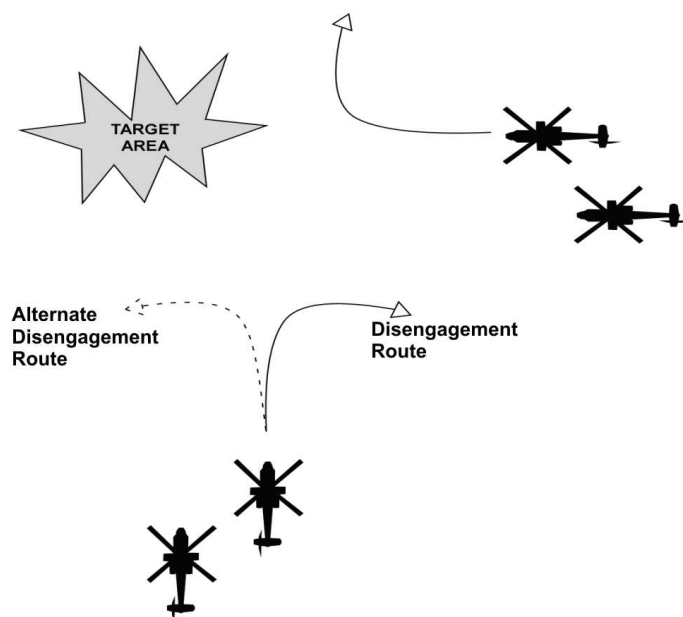 TARGET
AREA
Alternate
Disengagement
Route
Disengagement
Route